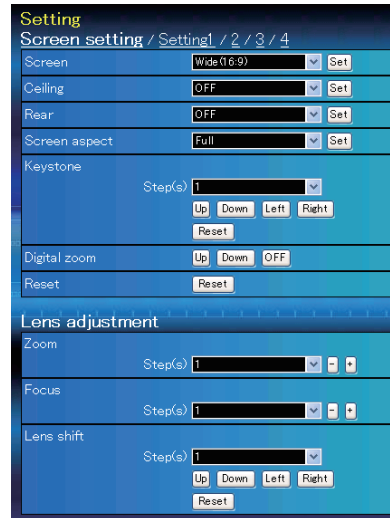 Setting
Screen setting / Setting1 / 2 / 3 / 4
Screen Wide(16:9) Set
Ceiling OFF Set
Rear OFF Set
Screen aspect Full Set
Keystone
Step(s) 1
Up Down Left Right
Reset
Digital zoom Up Down OFF
Reset Reset
Lens adjustment
Zoom
Step(s) 1 - +
Focus
Step(s) 1 - +
Lens shift
Step(s) 1
Up Down Left Right
Reset